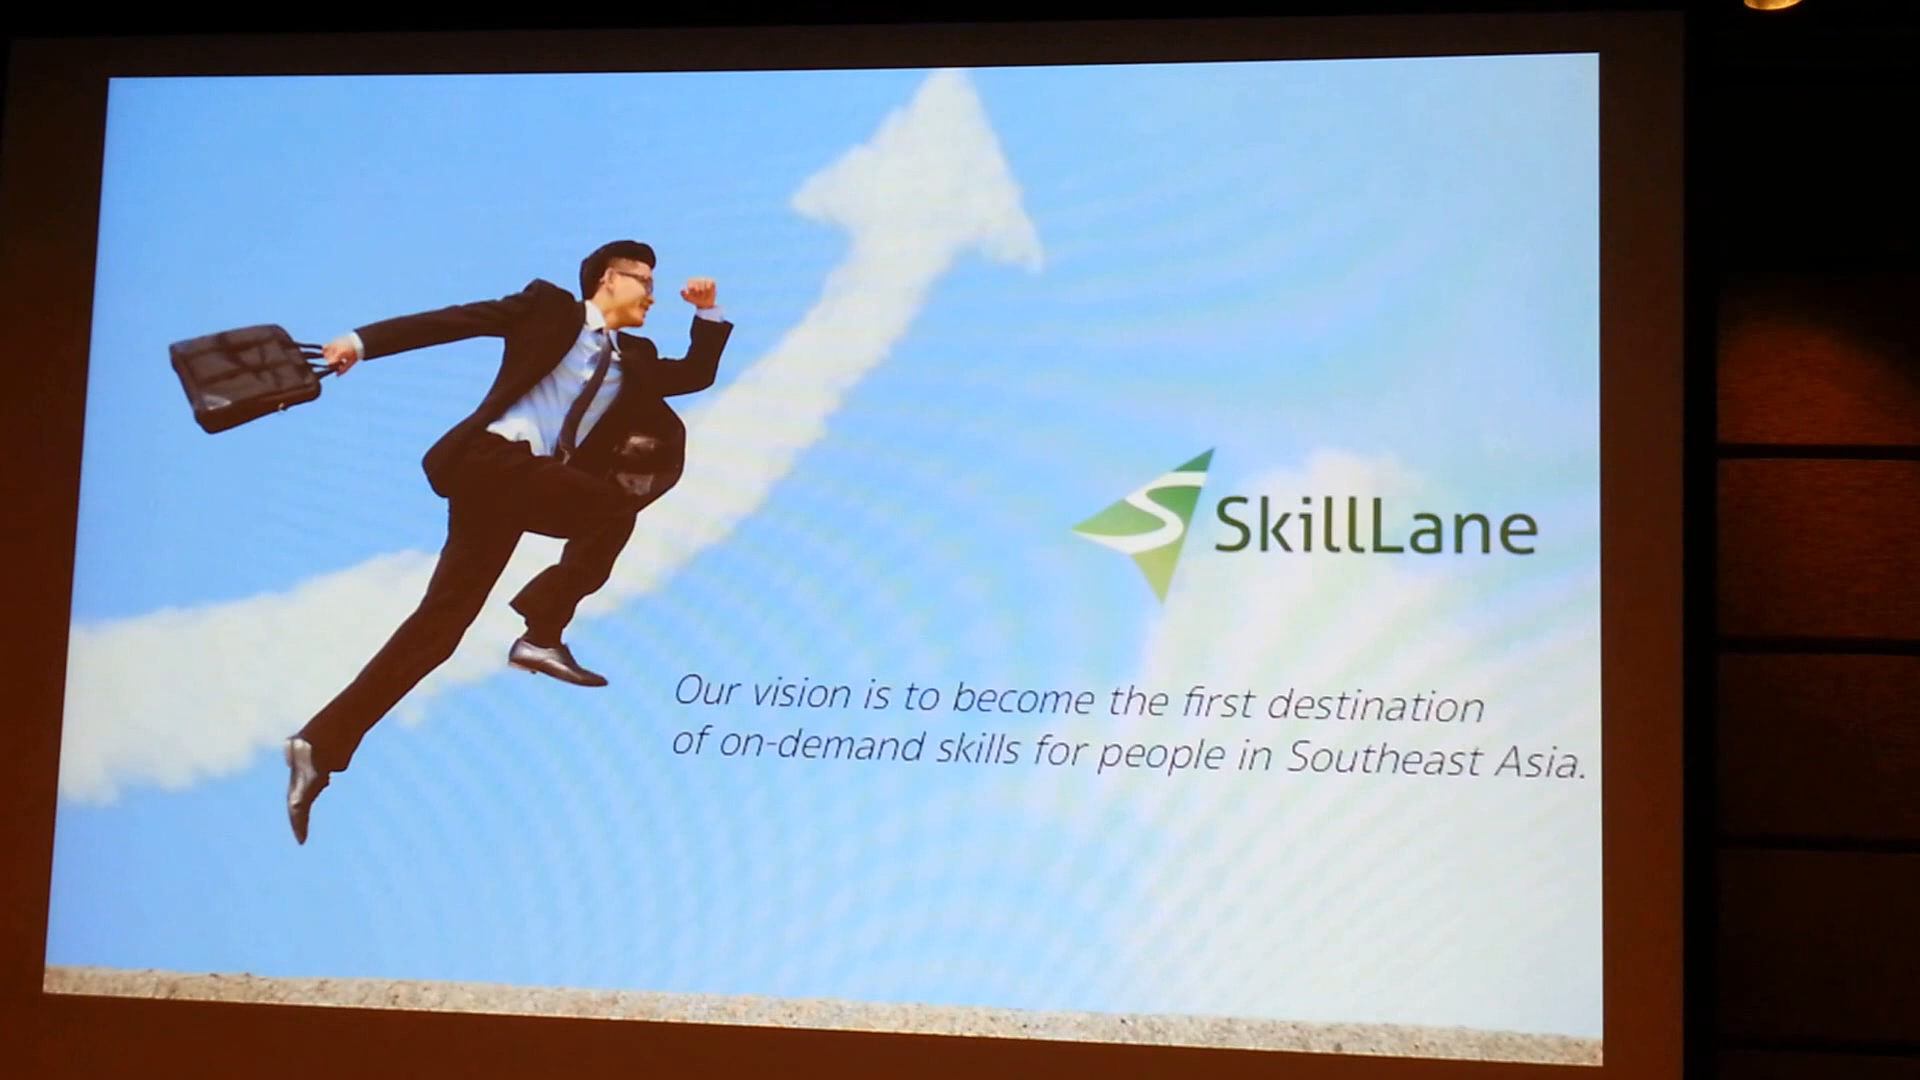 SkillLane
Our vision is to become the first destination
of on-demand skills for people in Southeast Asia.